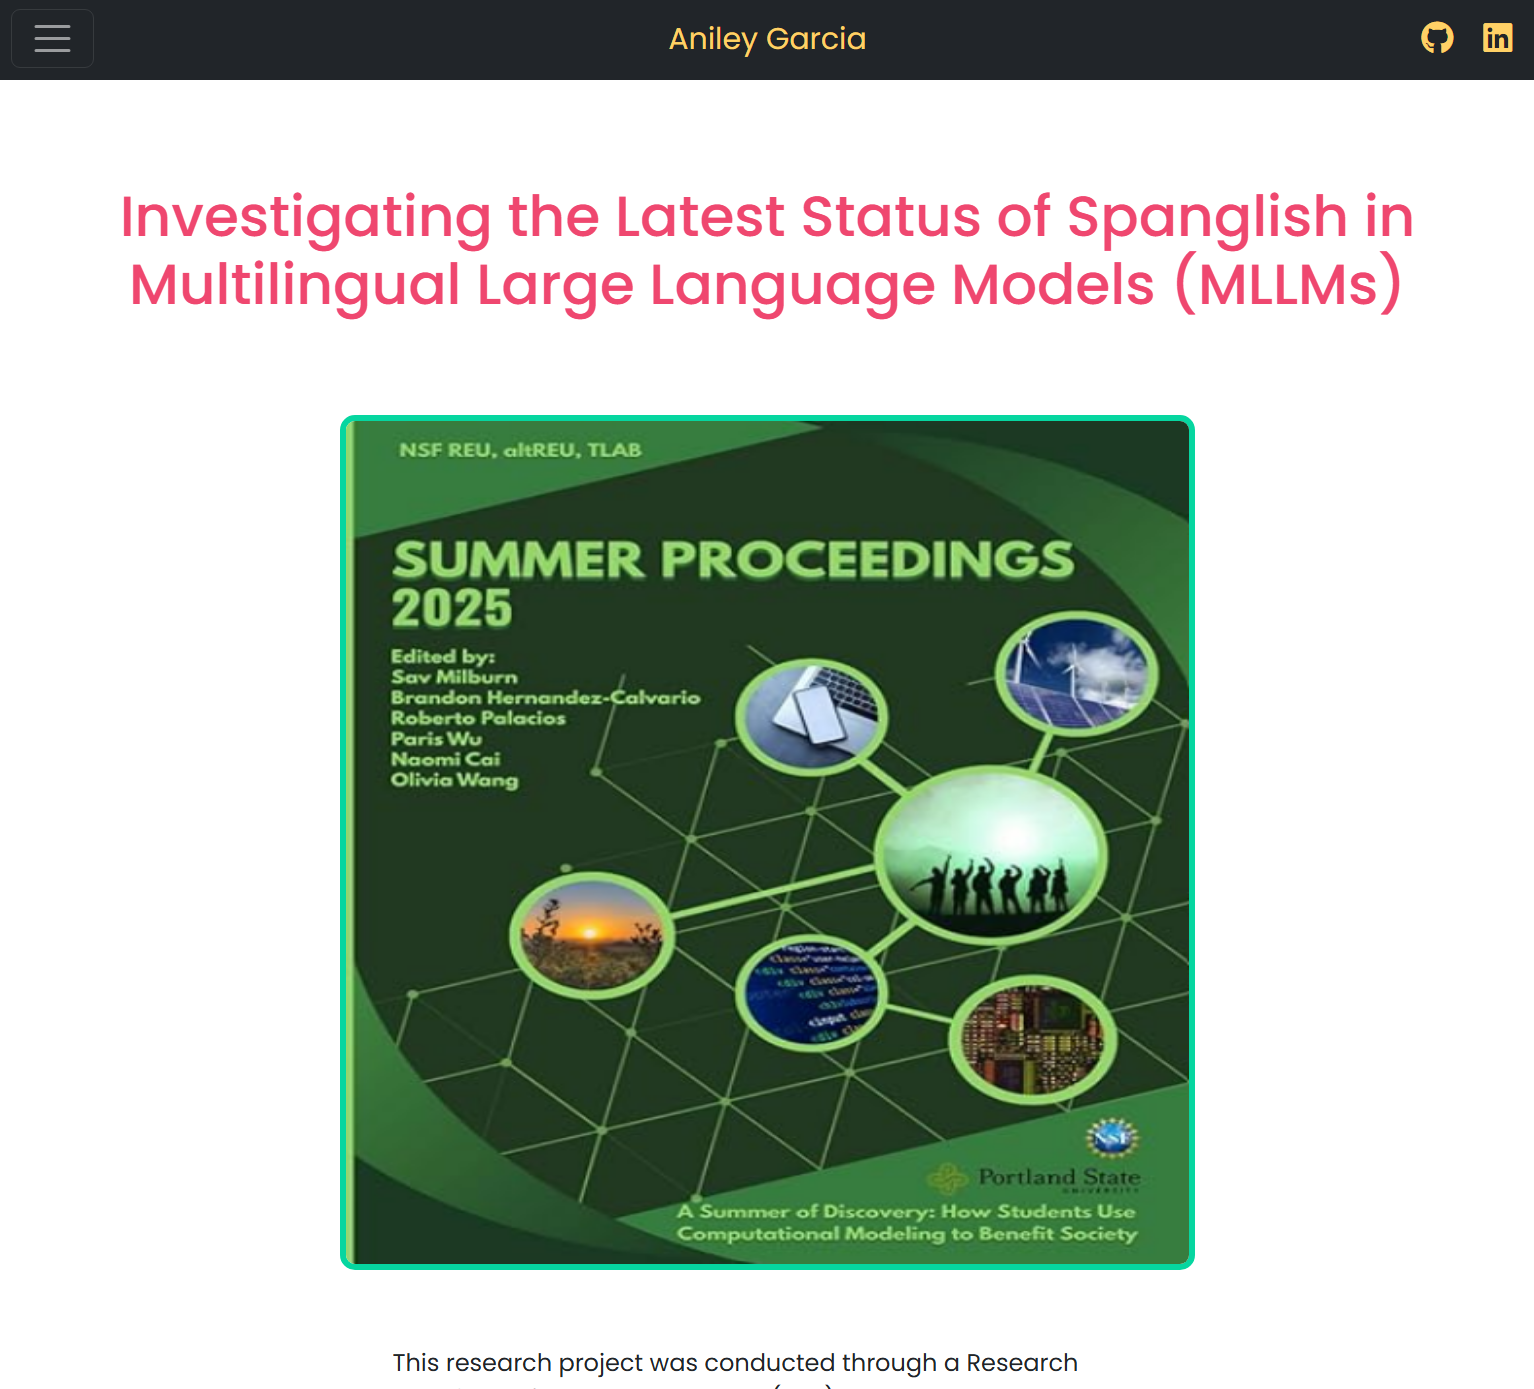 Aniley Garcia
Investigating the Latest Status of Spanglish in
Multilingual Large Language Models (MLLMs)
NSF REU, altREU, TLAB
SUMMER PROCEEDINGS
2025
Edited by:
Sav Milburn
Brandon Hernandez-Calvario
Roberto Palacios
Paris Wu
Naomi Cai
Olivia Wang
NSF
Portland State
UNIVERSITY
A Summer of Discovery: How Students Use
Computational Modeling to Benefit Society
This research project was conducted through a Research